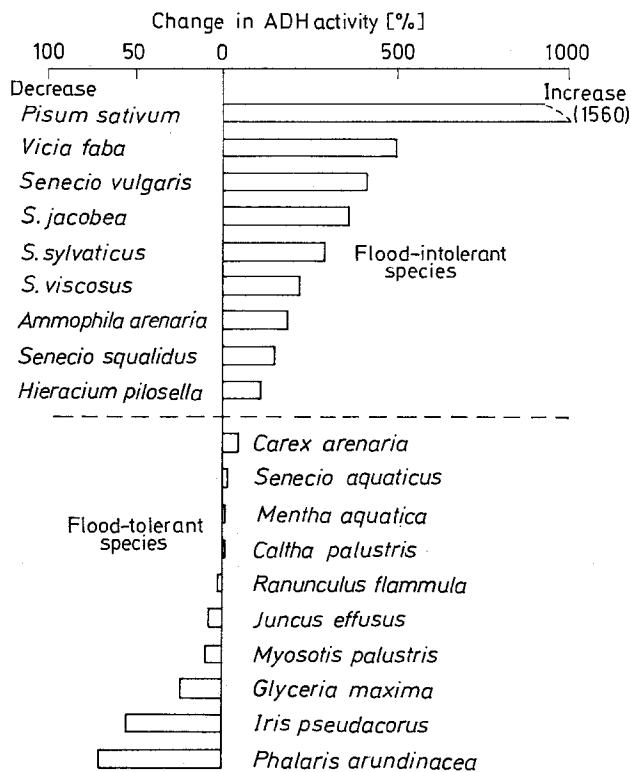 Change in ADH activity [%]
100 50 0 500 1000
Decrease Increase
Pisum sativum (1560)
Vicia faba
Senecio vulgaris
S. jacobea
S. sylvaticus
Flood-intolerant
species
S. viscosus
Ammophila arenaria
Senecio squalidus
Hieracium pilosella
Carex arenaria
Senecio aquaticus
Mentha aquatica
Flood-tolerant
species
Caltha palustris
Ranunculus flammula
Juncus effusus
Myosotis palustris
Glyceria maxima
Iris pseudacorus
Phalaris arundinacea